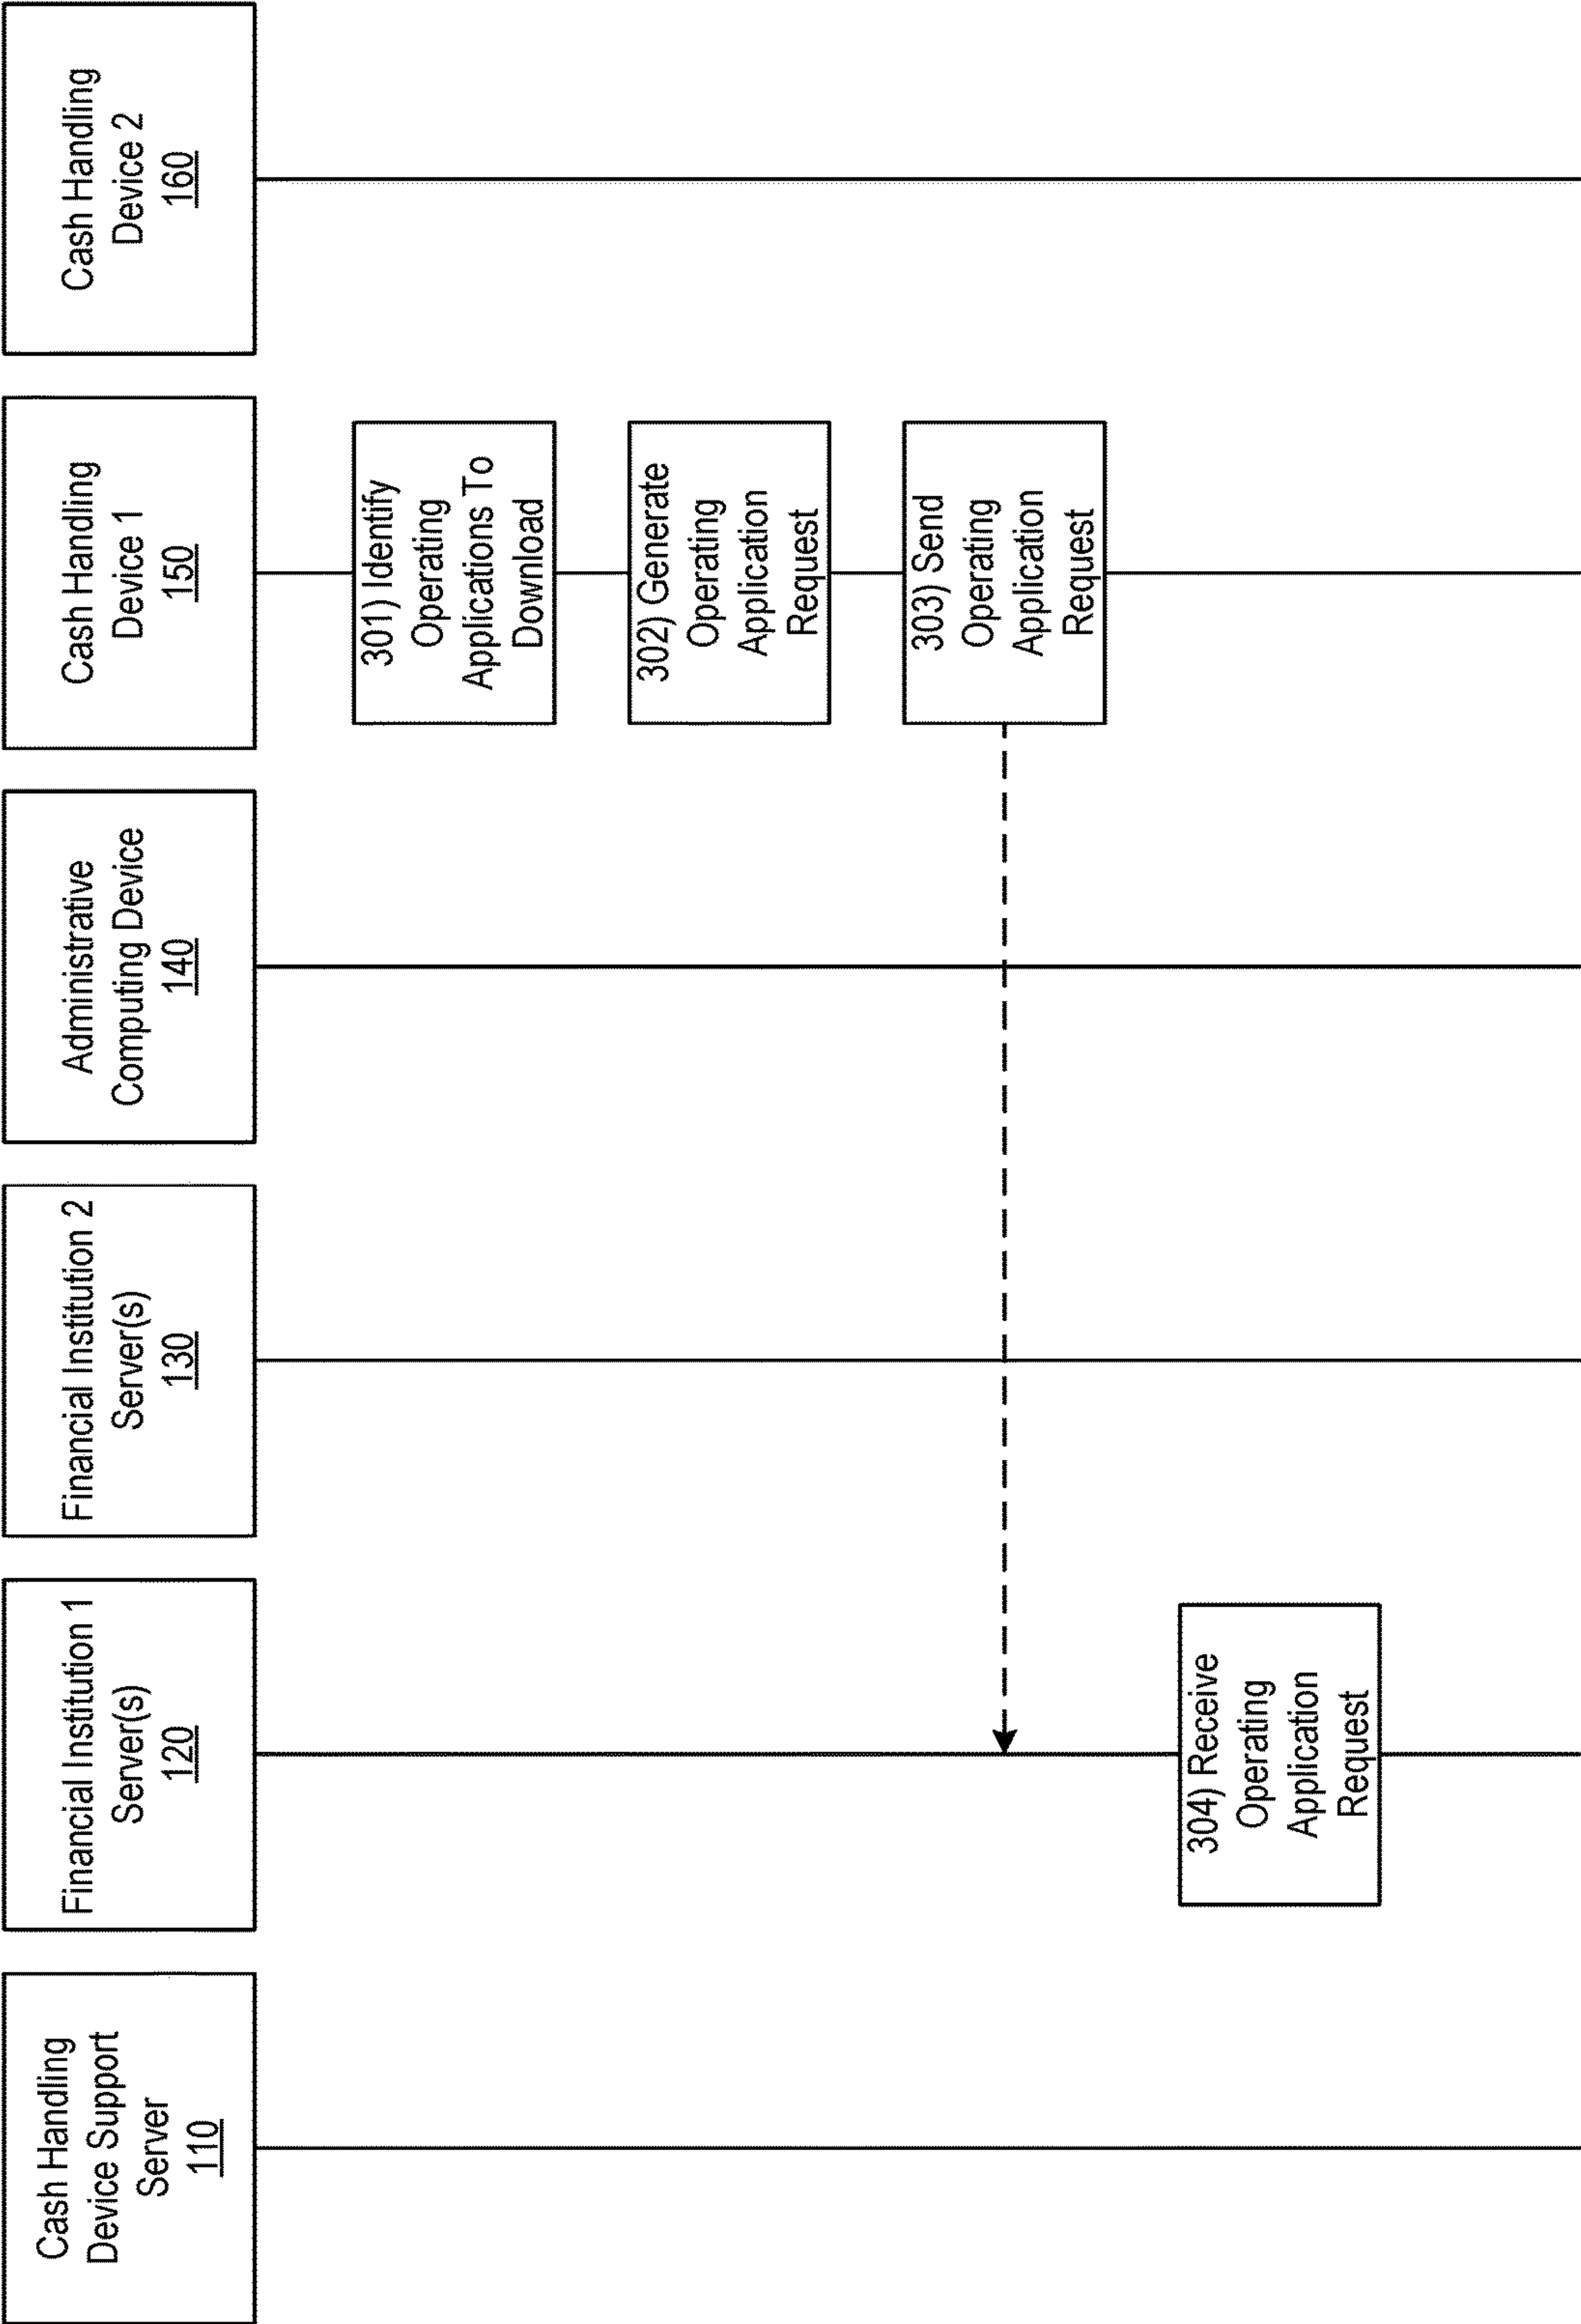 Cash Handling
Device Support
Server
110
Financial Institution 1
Server(s)
120
Financial Institution 2
Server(s)
130
Administrative
Computing Device
140
Cash Handling
Device 1
150
Cash Handling
Device 2
160
301) Identify
Operating
Applications To
Download
302) Generate
Operating
Application
Request
303) Send
Operating
Application
Request
304) Receive
Operating
Application
Request